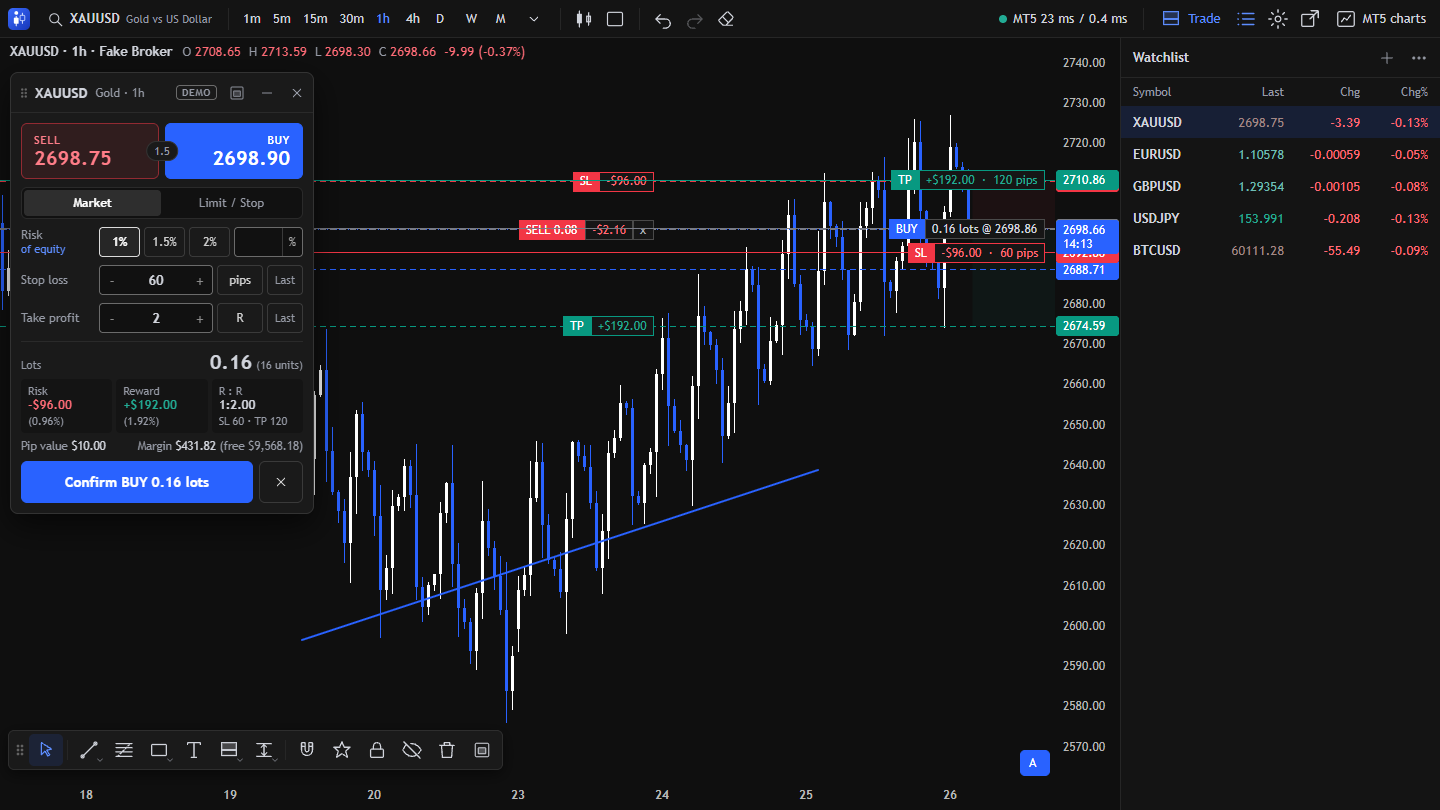 XAUUSD Gold vs US Dollar 1m 5m 15m 30m 1h 4h D W M MT5 23 ms / 0.4 ms Trade MT5 charts
XAUUSD · 1h · Fake Broker O 2708.65 H 2713.59 L 2698.30 C 2698.66 -9.99 (-0.37%)
XAUUSD Gold · 1h DEMO
SELL
2698.75
1.5
BUY
2698.90
Market Limit / Stop
Risk
of equity
1% 1.5% 2% %
Stop loss - 60 + pips Last
Take profit - 2 + R Last
Lots 0.16 (16 units)
Risk
-$96.00
(0.96%)
Reward
+$192.00
(1.92%)
R : R
1:2.00
SL 60 · TP 120
Pip value $10.00 Margin $431.82 (free $9,568.18)
Confirm BUY 0.16 lots ×
SL -$96.00
SELL 0.08 -$2.16 x
TP +$192.00
TP +$192.00 · 120 pips
BUY 0.16 lots @ 2698.86
SL -$96.00 · 60 pips
2740.00
2730.00
2720.00
2710.86
2698.66
14:13
2688.71
2680.00
2674.59
2670.00
2660.00
2650.00
2640.00
2630.00
2620.00
2610.00
2600.00
2590.00
2580.00
2570.00
A
18 19 20 23 24 25 26
Watchlist
Symbol Last Chg Chg%
XAUUSD 2698.75 -3.39 -0.13%
EURUSD 1.10578 -0.00059 -0.05%
GBPUSD 1.29354 -0.00105 -0.08%
USDJPY 153.991 -0.208 -0.13%
BTCUSD 60111.28 -55.49 -0.09%